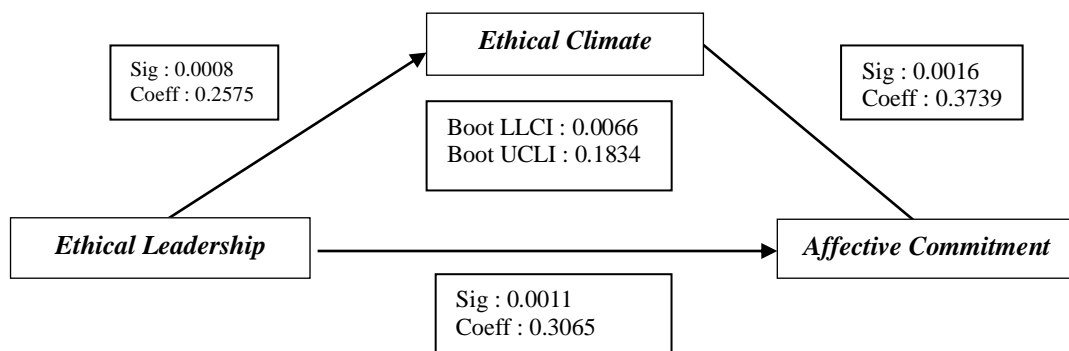 Ethical Climate
Sig : 0.0008
Coeff : 0.2575
Sig : 0.0016
Coeff : 0.3739
Boot LLCI : 0.0066
Boot UCLI : 0.1834
Ethical Leadership
Affective Commitment
Sig : 0.0011
Coeff : 0.3065